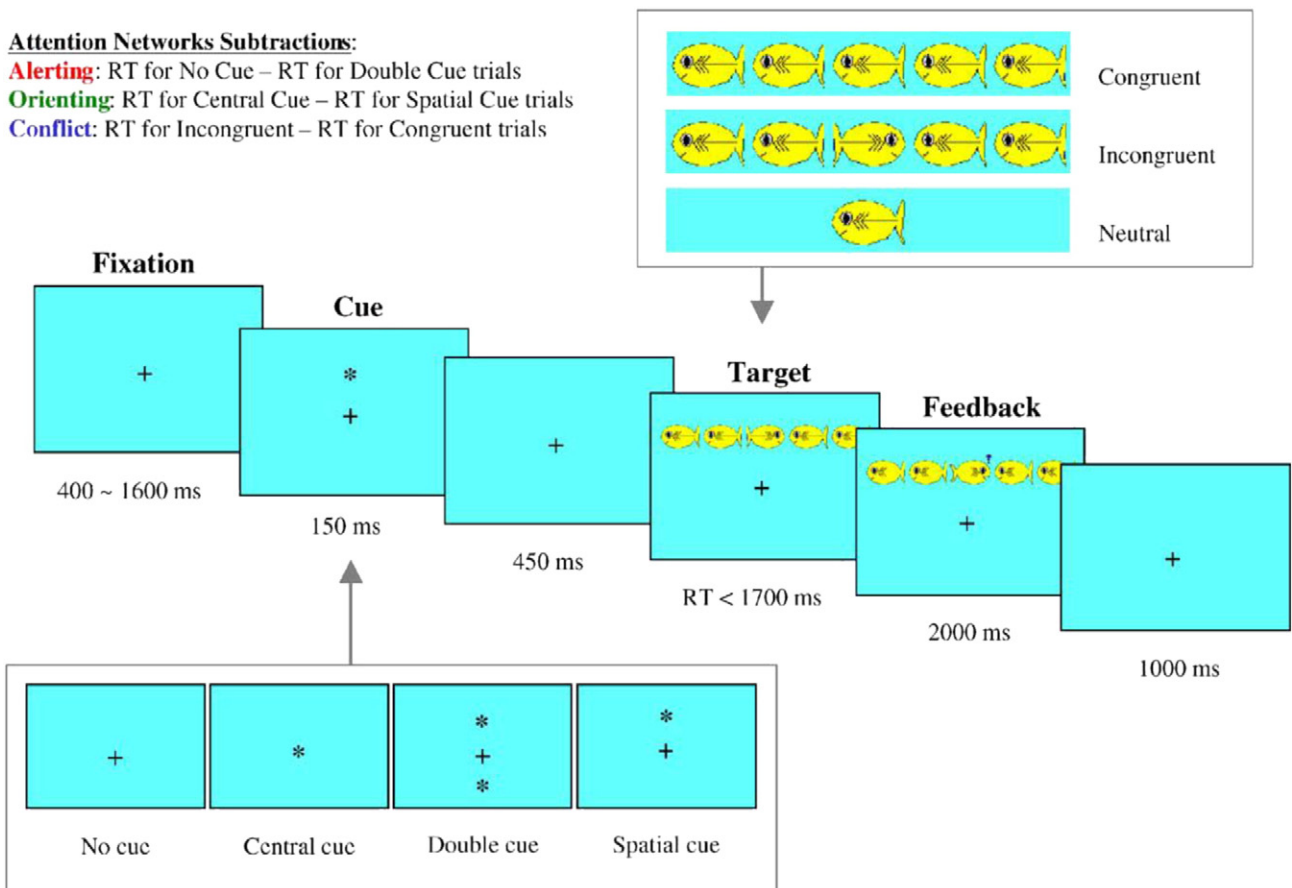 Attention Networks Subtractions:
Alerting: RT for No Cue – RT for Double Cue trials
Orienting: RT for Central Cue – RT for Spatial Cue trials
Conflict: RT for Incongruent – RT for Congruent trials
Congruent
Incongruent
Neutral
Fixation
+
400 ~ 1600 ms
Cue
*
+
150 ms
+
450 ms
Target
+
RT < 1700 ms
Feedback
+
2000 ms
+
1000 ms
+
No cue
*
Central cue
*
+
*
Double cue
*
+
Spatial cue